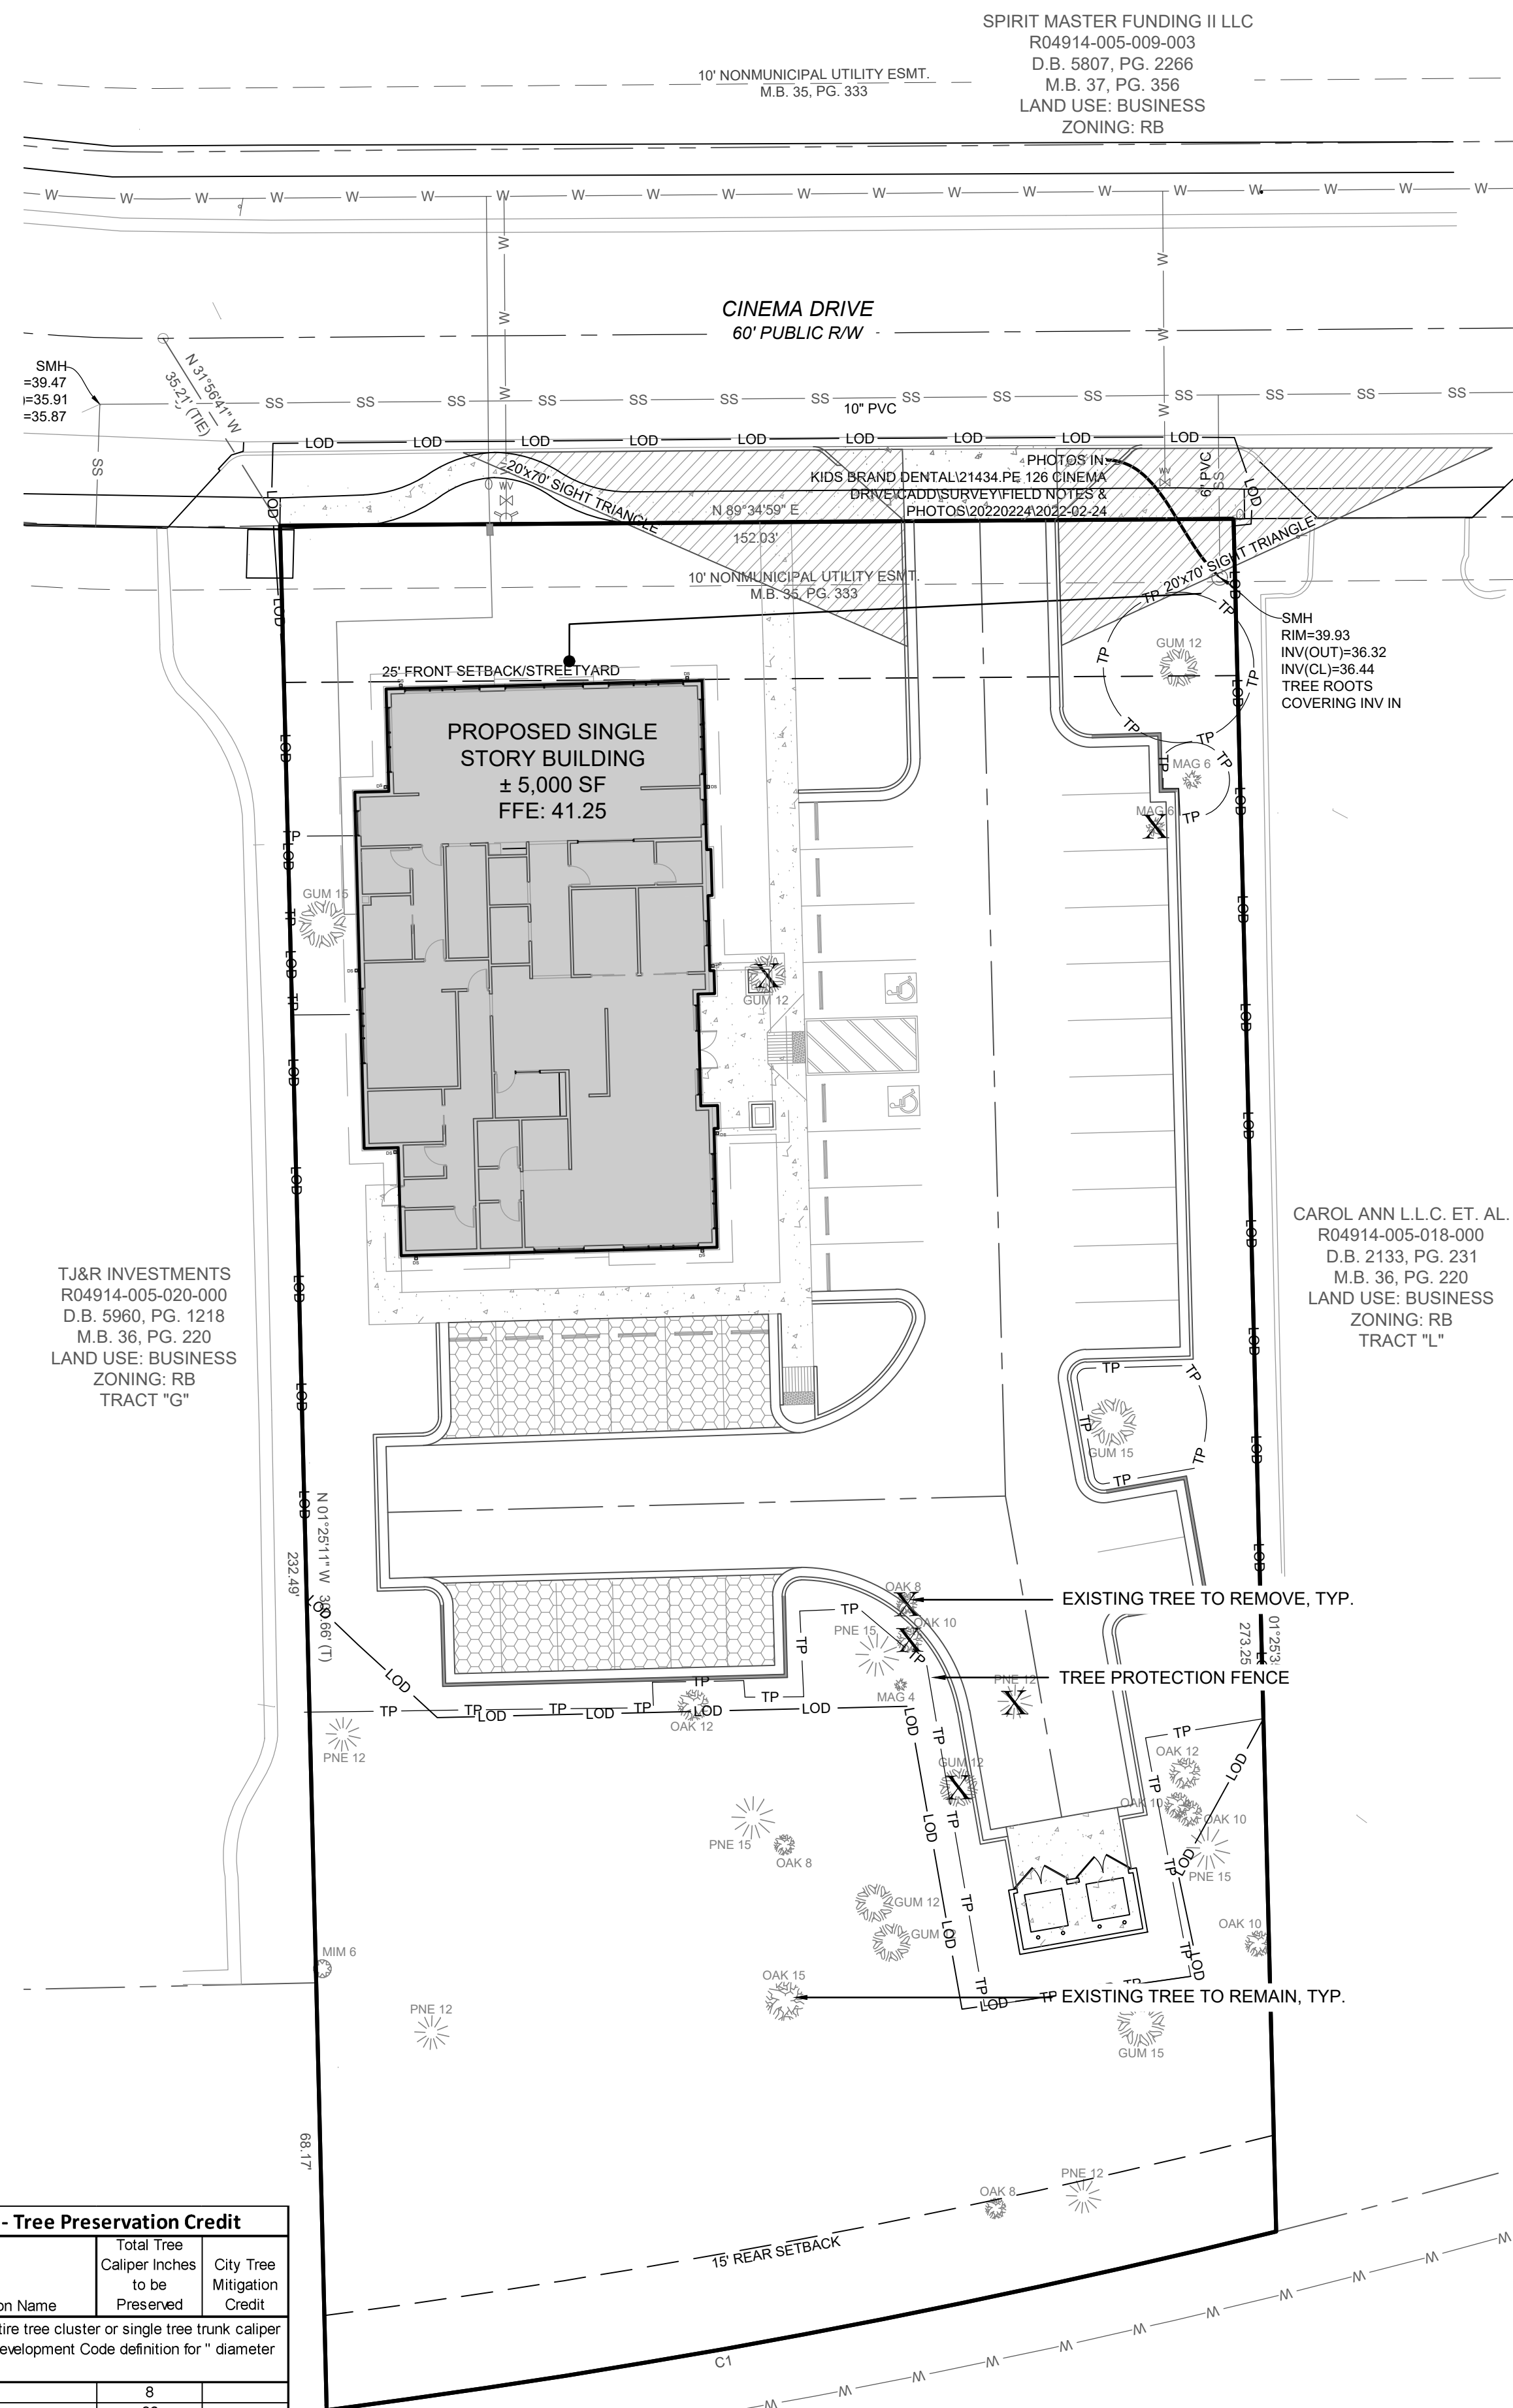 SPIRIT MASTER FUNDING II LLC
R04914-005-009-003
D.B. 5807, PG. 2266
M.B. 37, PG. 356
LAND USE: BUSINESS
ZONING: RB
10' NONMUNICIPAL UTILITY ESMT.
M.B. 35, PG. 333
CINEMA DRIVE
60' PUBLIC R/W
SMH
=39.47
)=35.91
=35.87
N 31°56'41" W
35.21' (TIE)
10" PVC
6" PVC
PHOTOS IN:
KIDS BRAND DENTAL\21434.PE 126 CINEMA
DRIVE\CADD\SURVEY\FIELD NOTES &
PHOTOS\20220224\2022-02-24
20'x70' SIGHT TRIANGLE
N 89°34'59" E
152.03'
20'x70' SIGHT TRIANGLE
10' NONMUNICIPAL UTILITY ESMT.
M.B. 35, PG. 333
SMH
RIM=39.93
INV(OUT)=36.32
INV(CL)=36.44
TREE ROOTS
COVERING INV IN
GUM 12
25' FRONT SETBACK/STREETYARD
PROPOSED SINGLE
STORY BUILDING
± 5,000 SF
FFE: 41.25
MAG 6
MAG 6
GUM 15
GUM 12
TJ&R INVESTMENTS
R04914-005-020-000
D.B. 5960, PG. 1218
M.B. 36, PG. 220
LAND USE: BUSINESS
ZONING: RB
TRACT "G"
CAROL ANN L.L.C. ET. AL.
R04914-005-018-000
D.B. 2133, PG. 231
M.B. 36, PG. 220
LAND USE: BUSINESS
ZONING: RB
TRACT "L"
GUM 15
N 01°25'11" W
232.49'
OAK 8
EXISTING TREE TO REMOVE, TYP.
OAK 10
PNE 15
273.25
TREE PROTECTION FENCE
PNE 12
MAG 4
OAK 12
PNE 12
GUM 12
OAK 12
OAK 10
OAK 10
PNE 15
PNE 15
OAK 8
GUM 12
GUM
OAK 10
MIM 6
OAK 15
EXISTING TREE TO REMAIN, TYP.
PNE 12
GUM 15
68.17'
PNE 12
OAK 8
15' REAR SETBACK
C1
- Tree Preservation Credit
on Name
Total Tree
Caliper Inches
to be
Preserved
City Tree
Mitigation
Credit
tire tree cluster or single tree trunk caliper
evelopment Code definition for " diameter
8